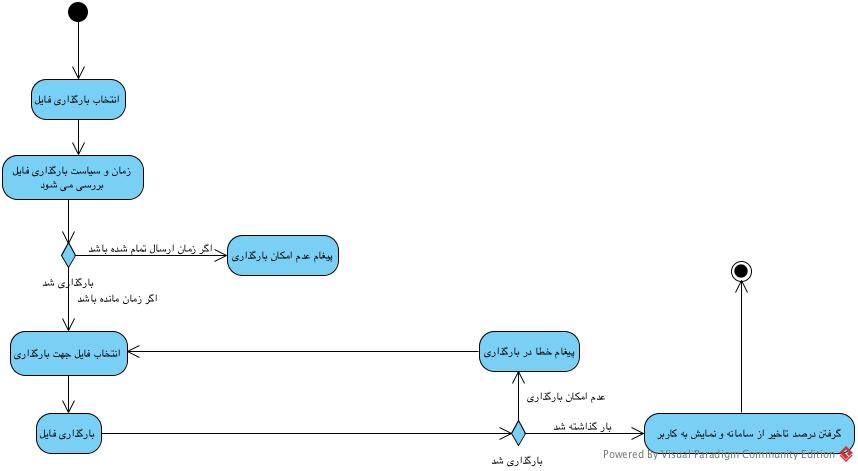 انتخاب بارگذاری فایل
زمان و سیاست بارگذاری فایل
بررسی می شود
اگر زمان ارسال تمام شده باشد
پیغام عدم امکان بارگذاری
بارگذاری شد
اگر زمان مانده باشد
انتخاب فایل جهت بارگذاری
پیغام خطا در بارگذاری
عدم امکان بارگذاری
بارگذاری فایل
بار گذاشته شد
گرفتن درصد تاخیر از سامانه و نمایش به کاربر
بارگذاری شد
Powered By Visual Paradigm Community Edition